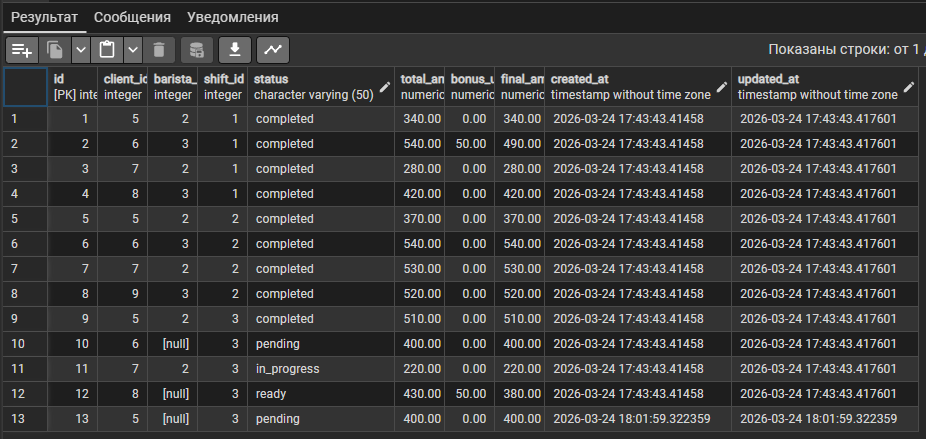 Результат Сообщения Уведомления
Показаны строки: от 1
id client_id barista_ shift_id status total_an bonus_u final_am created_at updated_at
[PK] inte integer integer integer character varying (50) numeric numeric numeric timestamp without time zone timestamp without time zone
1 1 5 2 1 completed 340.00 0.00 340.00 2026-03-24 17:43:43.41458 2026-03-24 17:43:43.417601
2 2 6 3 1 completed 540.00 50.00 490.00 2026-03-24 17:43:43.41458 2026-03-24 17:43:43.417601
3 3 7 2 1 completed 280.00 0.00 280.00 2026-03-24 17:43:43.41458 2026-03-24 17:43:43.417601
4 4 8 3 1 completed 420.00 0.00 420.00 2026-03-24 17:43:43.41458 2026-03-24 17:43:43.417601
5 5 5 2 2 completed 370.00 0.00 370.00 2026-03-24 17:43:43.41458 2026-03-24 17:43:43.417601
6 6 6 3 2 completed 540.00 0.00 540.00 2026-03-24 17:43:43.41458 2026-03-24 17:43:43.417601
7 7 7 2 2 completed 530.00 0.00 530.00 2026-03-24 17:43:43.41458 2026-03-24 17:43:43.417601
8 8 9 3 2 completed 520.00 0.00 520.00 2026-03-24 17:43:43.41458 2026-03-24 17:43:43.417601
9 9 5 2 3 completed 510.00 0.00 510.00 2026-03-24 17:43:43.41458 2026-03-24 17:43:43.417601
10 10 6 [null] 3 pending 400.00 0.00 400.00 2026-03-24 17:43:43.41458 2026-03-24 17:43:43.417601
11 11 7 2 3 in_progress 220.00 0.00 220.00 2026-03-24 17:43:43.41458 2026-03-24 17:43:43.417601
12 12 8 [null] 3 ready 430.00 50.00 380.00 2026-03-24 17:43:43.41458 2026-03-24 17:43:43.417601
13 13 5 [null] 3 pending 400.00 0.00 400.00 2026-03-24 18:01:59.322359 2026-03-24 18:01:59.322359